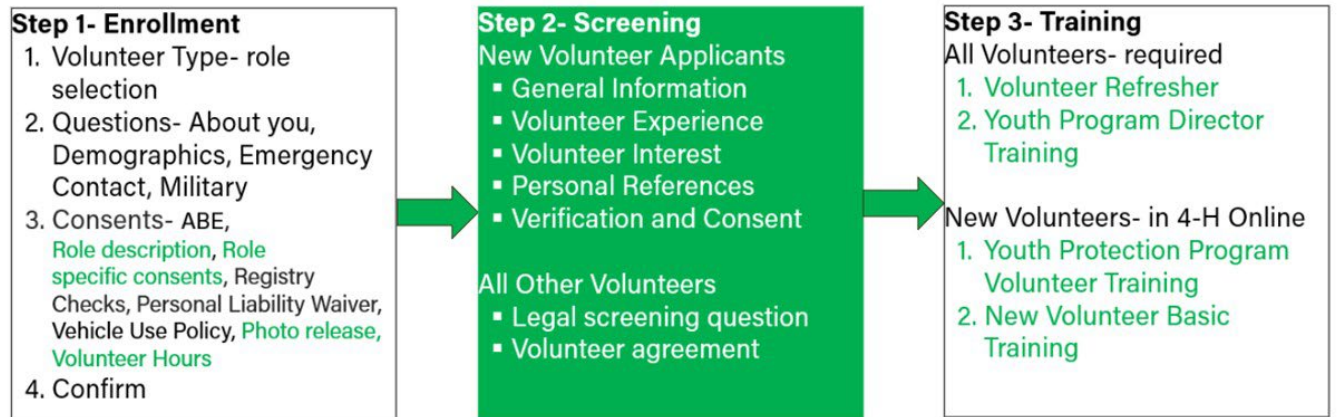 Step 1- Enrollment
1. Volunteer Type- role
selection
2. Questions- About you,
Demographics, Emergency
Contact, Military
3. Consents- ABE,
Role description, Role
specific consents, Registry
Checks, Personal Liability Waiver,
Vehicle Use Policy, Photo release,
Volunteer Hours
4. Confirm
Step 2- Screening
New Volunteer Applicants
▪ General Information
▪ Volunteer Experience
▪ Volunteer Interest
▪ Personal References
▪ Verification and Consent
All Other Volunteers
▪ Legal screening question
▪ Volunteer agreement
Step 3- Training
All Volunteers- required
1. Volunteer Refresher
2. Youth Program Director
Training
New Volunteers- in 4-H Online
1. Youth Protection Program
Volunteer Training
2. New Volunteer Basic
Training